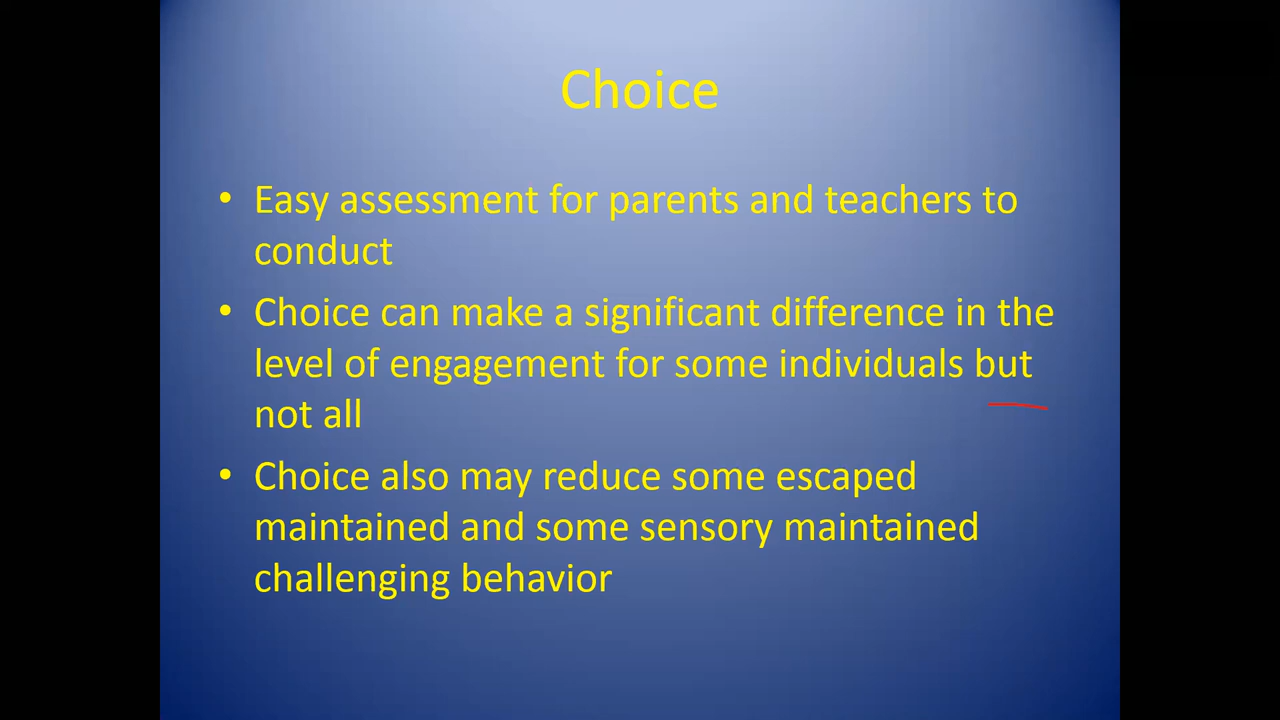 Choice
• Easy assessment for parents and teachers to
conduct
• Choice can make a significant difference in the
level of engagement for some individuals but
not all
• Choice also may reduce some escaped
maintained and some sensory maintained
challenging behavior